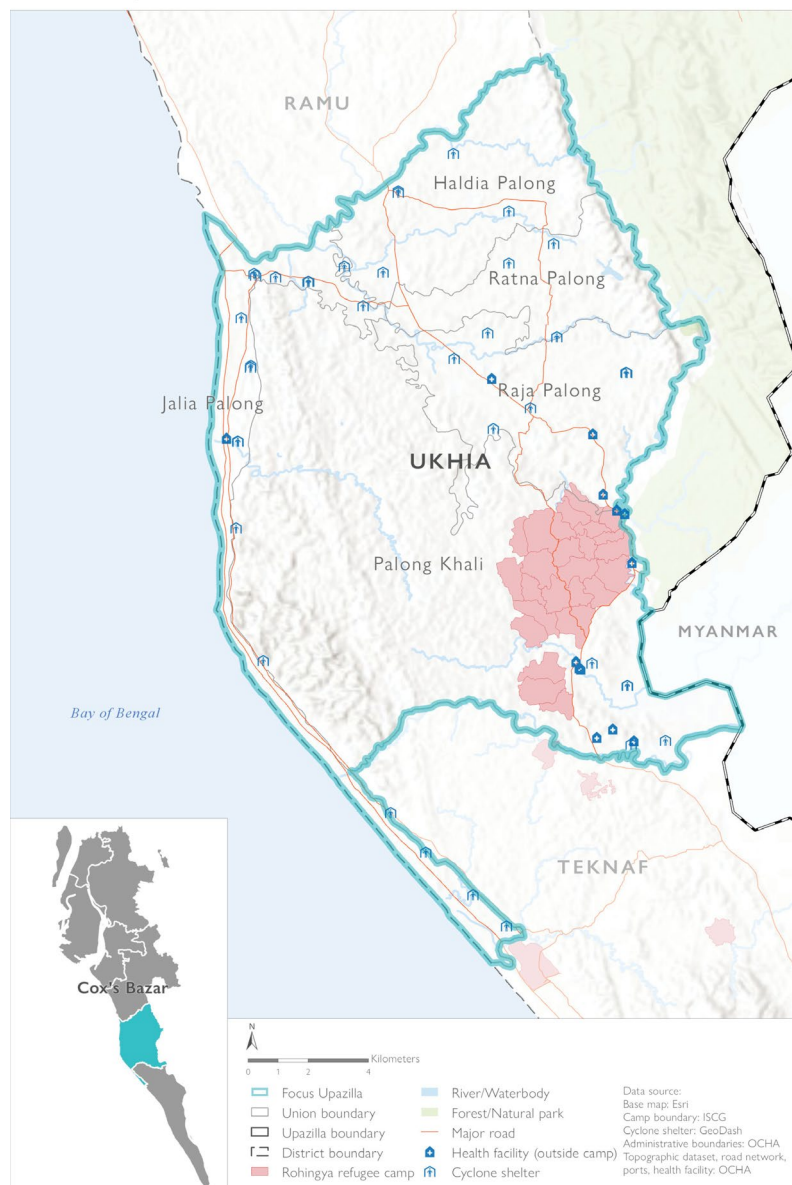 RAMU
Haldia Palong
Ratna Palong
Jalia Palong
Raja Palong
UKHIA
Palong Khali
MYANMAR
Bay of Bengal
TEKNAF
Cox's Bazar
N
Kilometers
0 1 2 4
Focus Upazilla
Union boundary
Upazilla boundary
District boundary
Rohingya refugee camp
River/Waterbody
Forest/Natural park
Major road
Health facility (outside camp)
Cyclone shelter
Data source:
Base map: Esri
Camp boundary: ISCG
Cyclone shelter: GeoDash
Administrative boundaries: OCHA
Topographic dataset, road network,
ports, health facility: OCHA